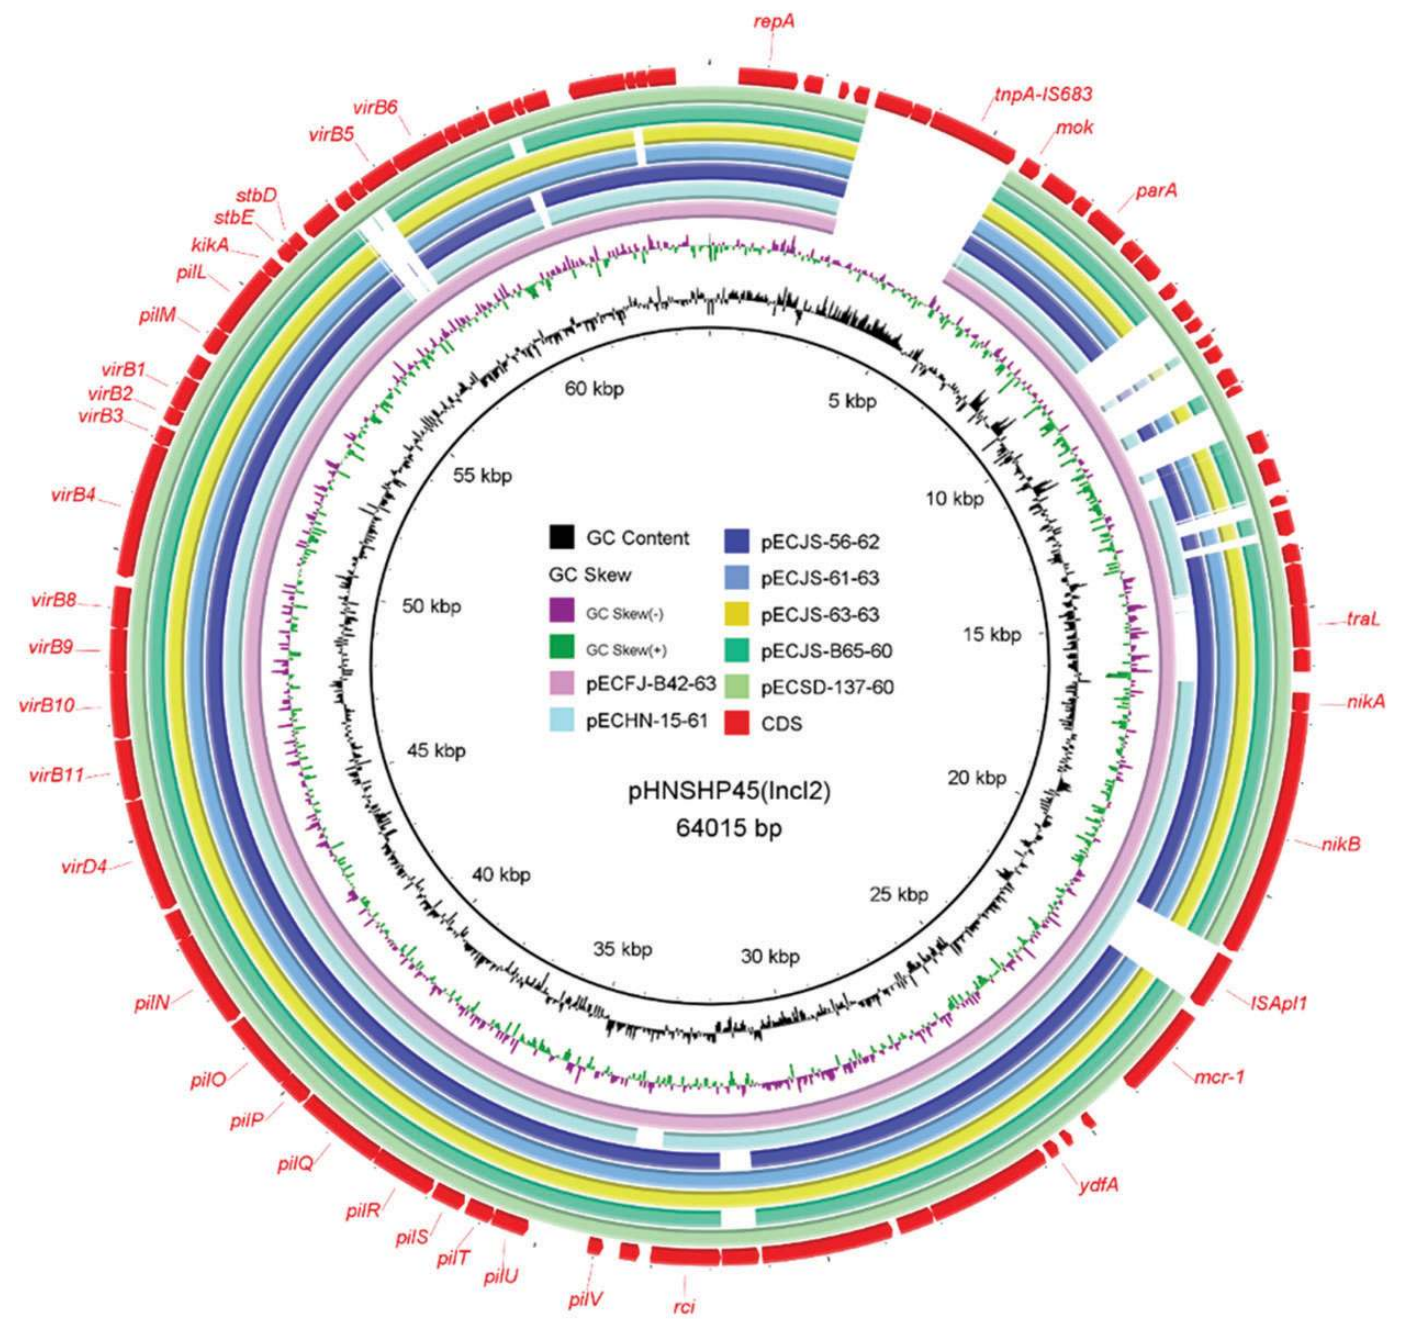 repA
tnpA-IS683
mok
parA
traL
nikA
nikB
ISApl1
mcr-1
ydfA
rci
pilV
pilU
pilT
pilS
pilR
pilQ
pilP
pilO
pilN
virD4
virB11
virB10
virB9
virB8
virB4
virB3
virB2
virB1
pilM
pilL
kikA
stbE
stbD
virB5
virB6
5 kbp
10 kbp
15 kbp
20 kbp
25 kbp
30 kbp
35 kbp
40 kbp
45 kbp
50 kbp
55 kbp
60 kbp
GC Content
GC Skew
GC Skew(-)
GC Skew(+)
pECFJ-B42-63
pECHN-15-61
pECJS-56-62
pECJS-61-63
pECJS-63-63
pECJS-B65-60
pECSD-137-60
CDS
pHNSHP45(IncI2)
64015 bp